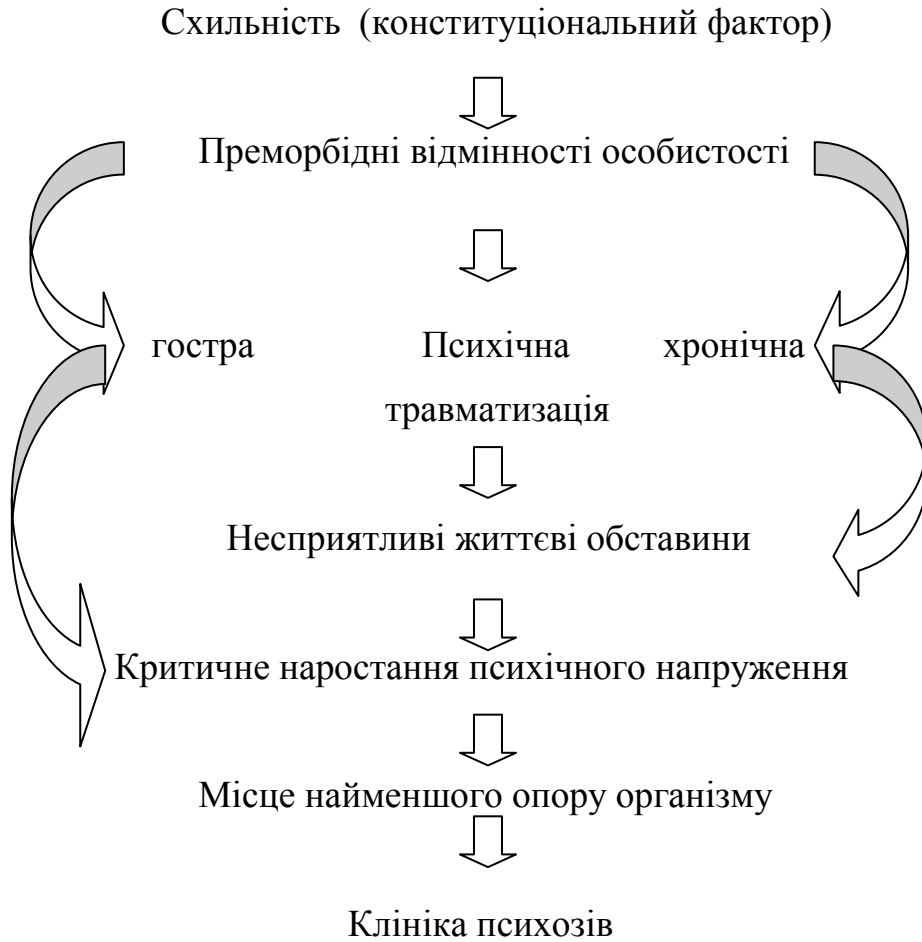 Схильність (конституціональний фактор)
Преморбідні відмінності особистості
гостра Психічна хронічна
травматизація
Несприятливі життєві обставини
Критичне наростання психічного напруження
Місце найменшого опору організму
Клініка психозів